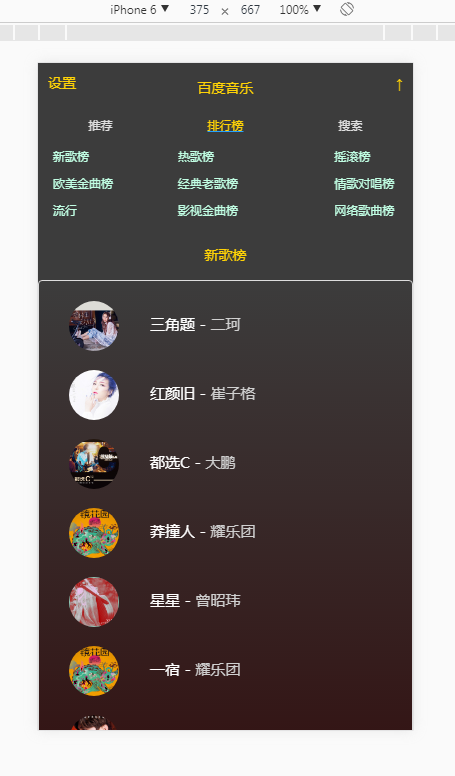 iPhone 6 ▼ 375 × 667 100% ▼
设置 百度音乐 ↑
推荐 排行榜 搜索
新歌榜 热歌榜 摇滚榜
欧美金曲榜 经典老歌榜 情歌对唱榜
流行 影视金曲榜 网络歌曲榜
新歌榜
三角题 - 二珂
红颜旧 - 崔子格
都选C - 大鹏
莽撞人 - 耀乐团
星星 - 曾昭玮
一宿 - 耀乐团